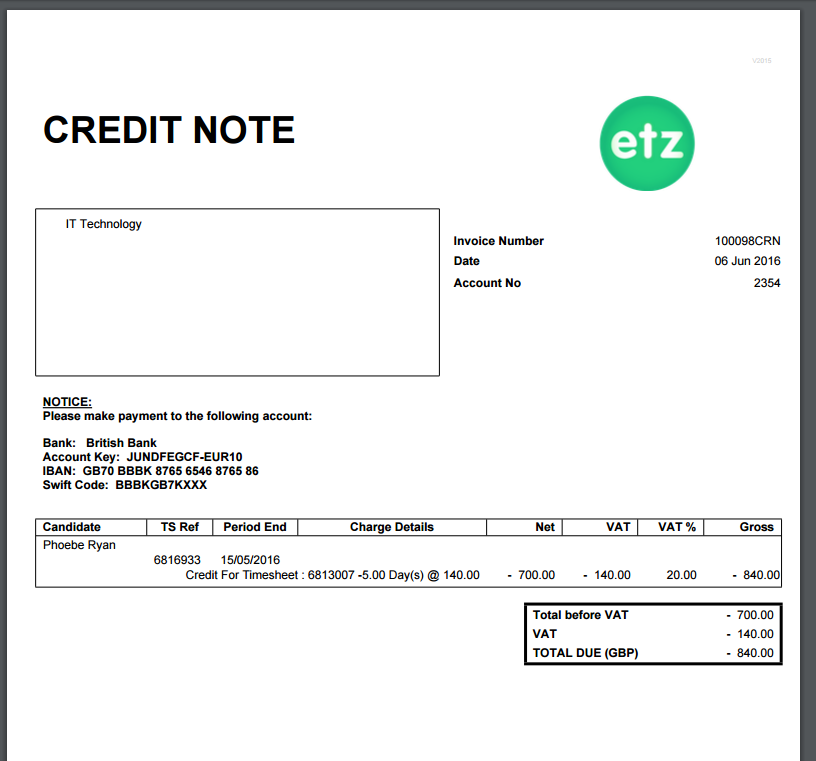 V2015
CREDIT NOTE
etz
IT Technology
Invoice Number 100098CRN
Date 06 Jun 2016
Account No 2354
NOTICE:
Please make payment to the following account:
Bank: British Bank
Account Key: JUNDFEGCF-EUR10
IBAN: GB70 BBBK 8765 6546 8765 86
Swift Code: BBBKGB7KXXX
Candidate TS Ref Period End Charge Details Net VAT VAT % Gross
Phoebe Ryan
6816933 15/05/2016
Credit For Timesheet : 6813007 -5.00 Day(s) @ 140.00 - 700.00 - 140.00 20.00 - 840.00
Total before VAT - 700.00
VAT - 140.00
TOTAL DUE (GBP) - 840.00